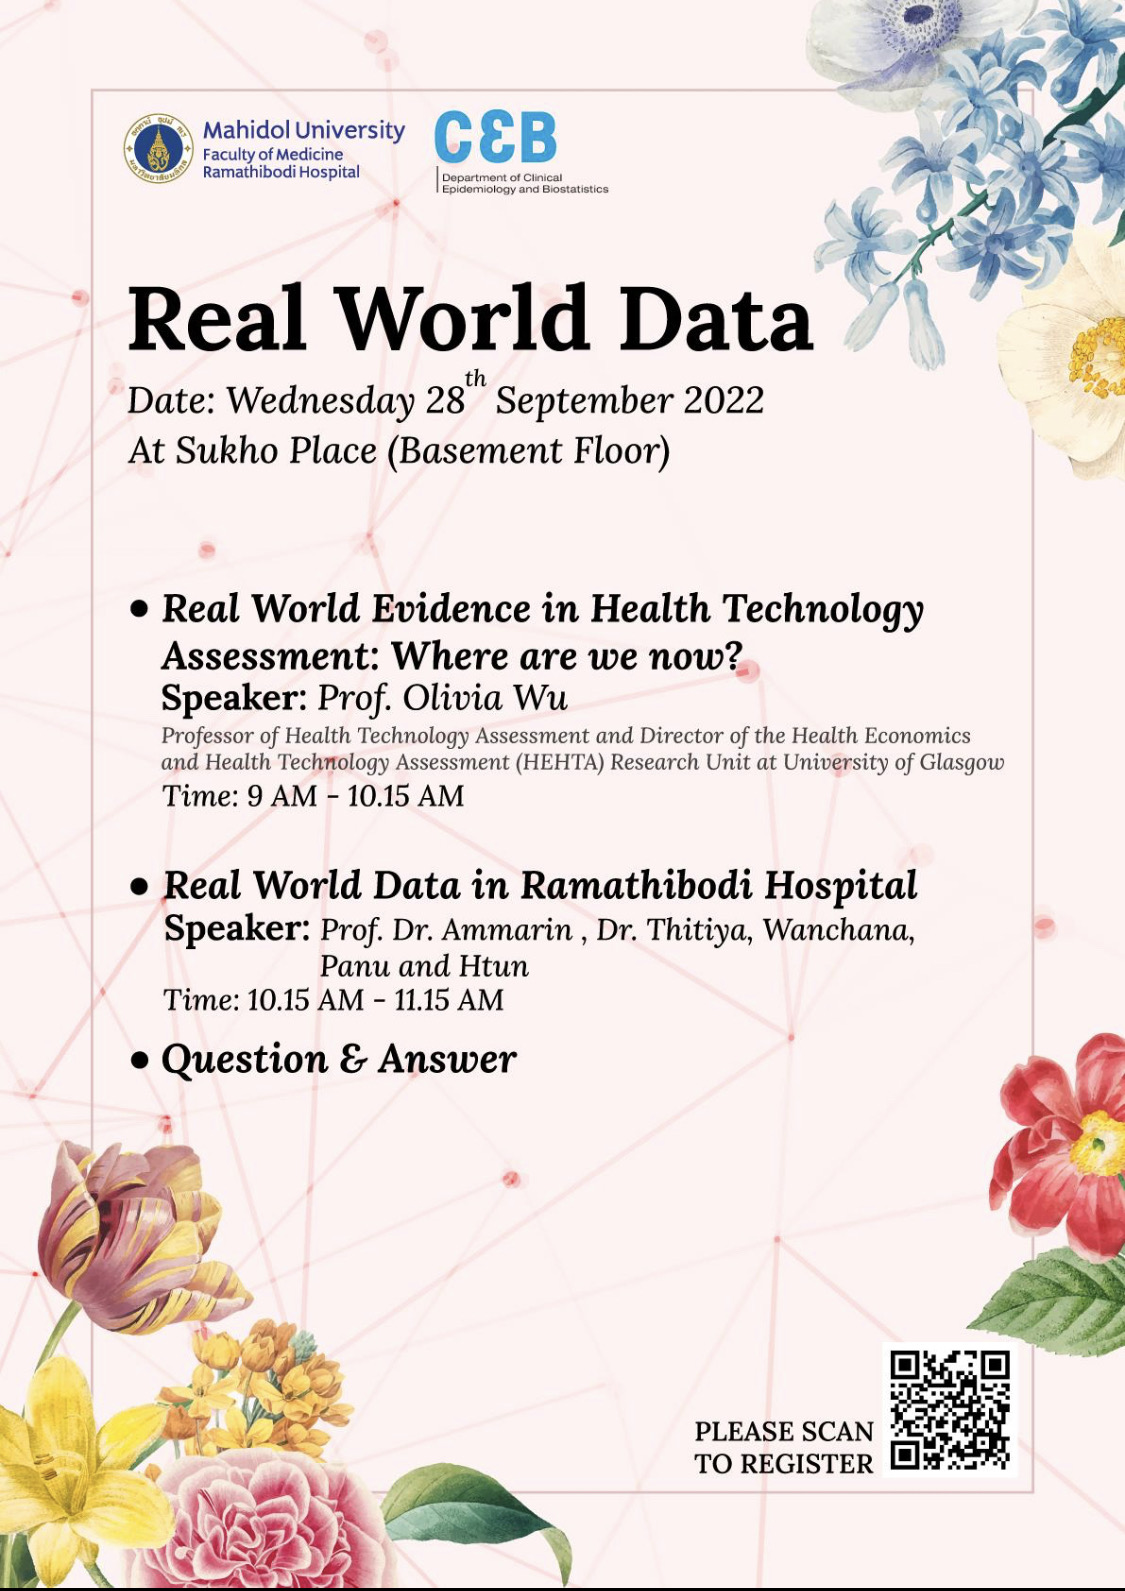 Mahidol University
Faculty of Medicine
Ramathibodi Hospital
CEB
Department of Clinical
Epidemiology and Biostatistics
Real World Data
Date: Wednesday 28th September 2022
At Sukho Place (Basement Floor)
• Real World Evidence in Health Technology
Assessment: Where are we now?
Speaker: Prof. Olivia Wu
Professor of Health Technology Assessment and Director of the Health Economics
and Health Technology Assessment (HEHTA) Research Unit at University of Glasgow
Time: 9 AM - 10.15 AM
• Real World Data in Ramathibodi Hospital
Speaker: Prof. Dr. Ammarin , Dr. Thitiya, Wanchana,
Panu and Htun
Time: 10.15 AM - 11.15 AM
• Question & Answer
PLEASE SCAN
TO REGISTER